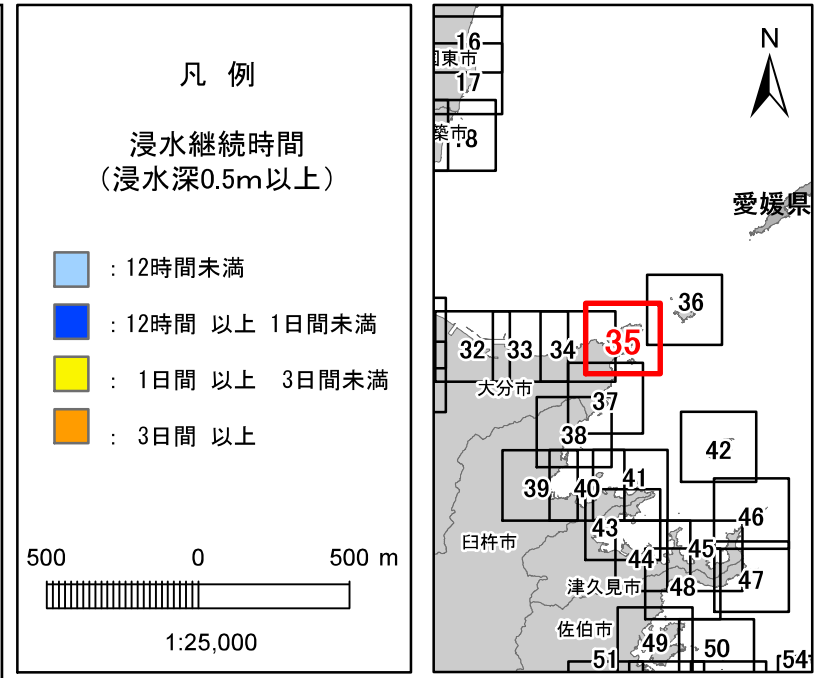 凡 例
浸水継続時間
（浸水深0.5m以上）
：12時間未満
：12時間 以上 1日間未満
： 1日間 以上 3日間未満
： 3日間 以上
500 0 500 m
1:25,000
16
国東市
17
築市
18
N
愛媛県
36
35
32 33 34
大分市
37
38
42
39 40 41
46
43
臼杵市
45
44
47
津久見市 48
佐伯市
49 50
51
54